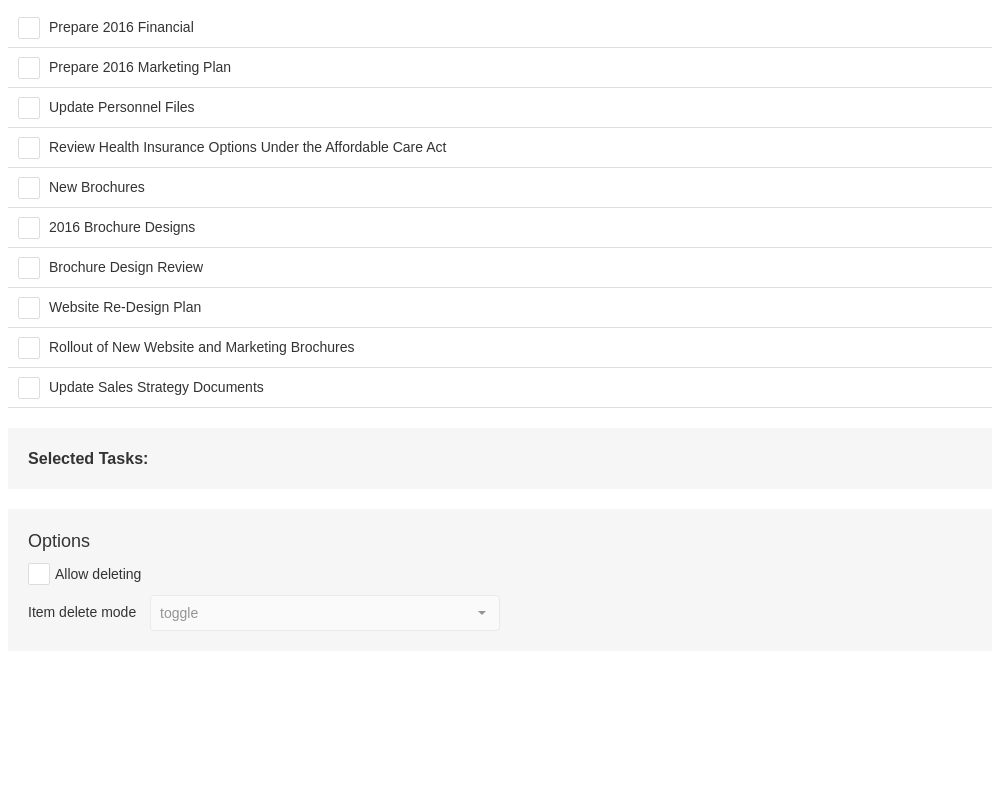 Prepare 2016 Financial
Prepare 2016 Marketing Plan
Update Personnel Files
Review Health Insurance Options Under the Affordable Care Act
New Brochures
2016 Brochure Designs
Brochure Design Review
Website Re-Design Plan
Rollout of New Website and Marketing Brochures
Update Sales Strategy Documents
Selected Tasks:
Options
Allow deleting
Item delete mode toggle